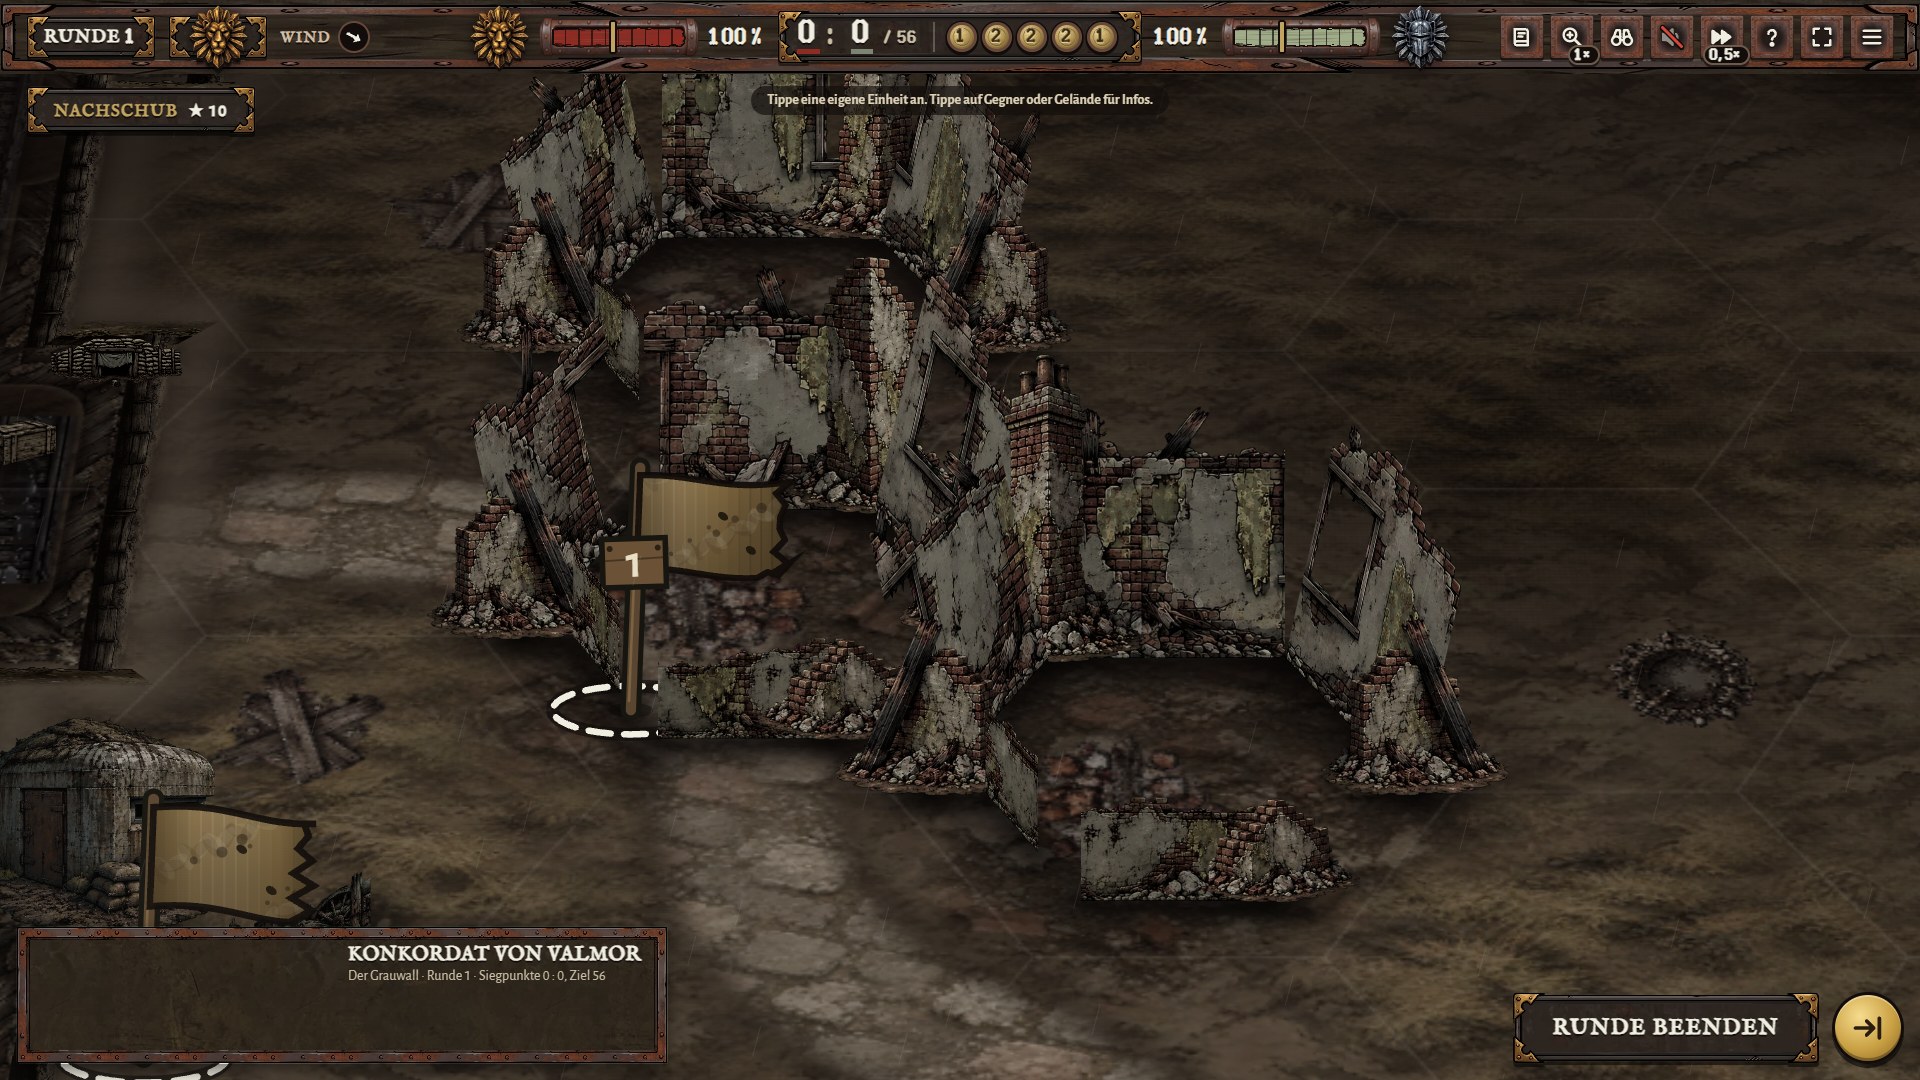 RUNDE 1
WIND
100 %
0 : 0 / 56
1 2 2 2 1
100 %
1×
0,5×
?
NACHSCHUB ★ 10
Tippe eine eigene Einheit an. Tippe auf Gegner oder Gelände für Infos.
1
KONKORDAT VON VALMOR
Der Grauwall · Runde 1 · Siegpunkte 0 : 0, Ziel 56
RUNDE BEENDEN